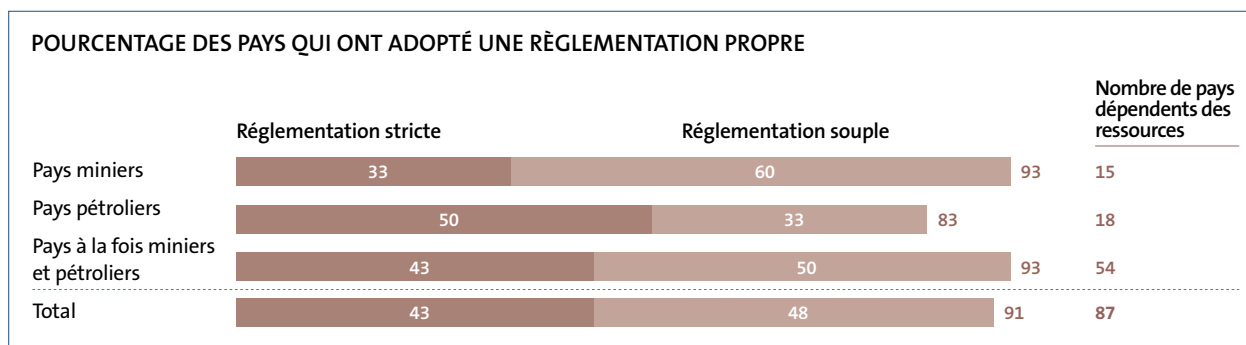 POURCENTAGE DES PAYS QUI ONT ADOPTÉ UNE RÈGLEMENTATION PROPRE
Nombre de pays
dépendents des
ressources
Réglementation stricte
Réglementation souple
Pays miniers
33
60
93
15
Pays pétroliers
50
33
83
18
Pays à la fois miniers
et pétroliers
43
50
93
54
Total
43
48
91
87